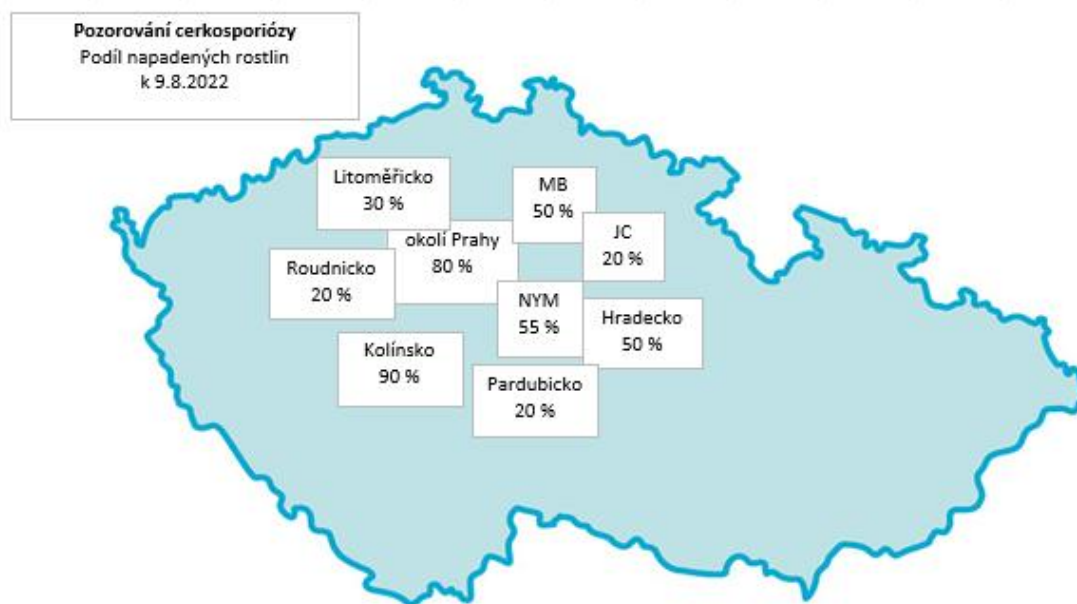 Pozorování cerkosporiózy
Podíl napadených rostlin
k 9.8.2022
Litoměřicko
30 %
MB
50 %
JC
20 %
okolí Prahy
80 %
Roudnicko
20 %
NYM
55 %
Hradecko
50 %
Kolínsko
90 %
Pardubicko
20 %